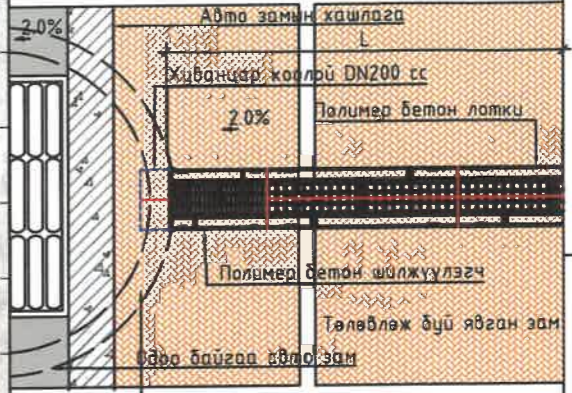 2.0%
Авто замын хашлага
L
Хуванцар хоолой DN200 сс
2.0%
Полимер бетон лотки
Полимер бетон шилжүүлэгч
Төлөвлөж буй явган зам
Одоо байгаа авто зам